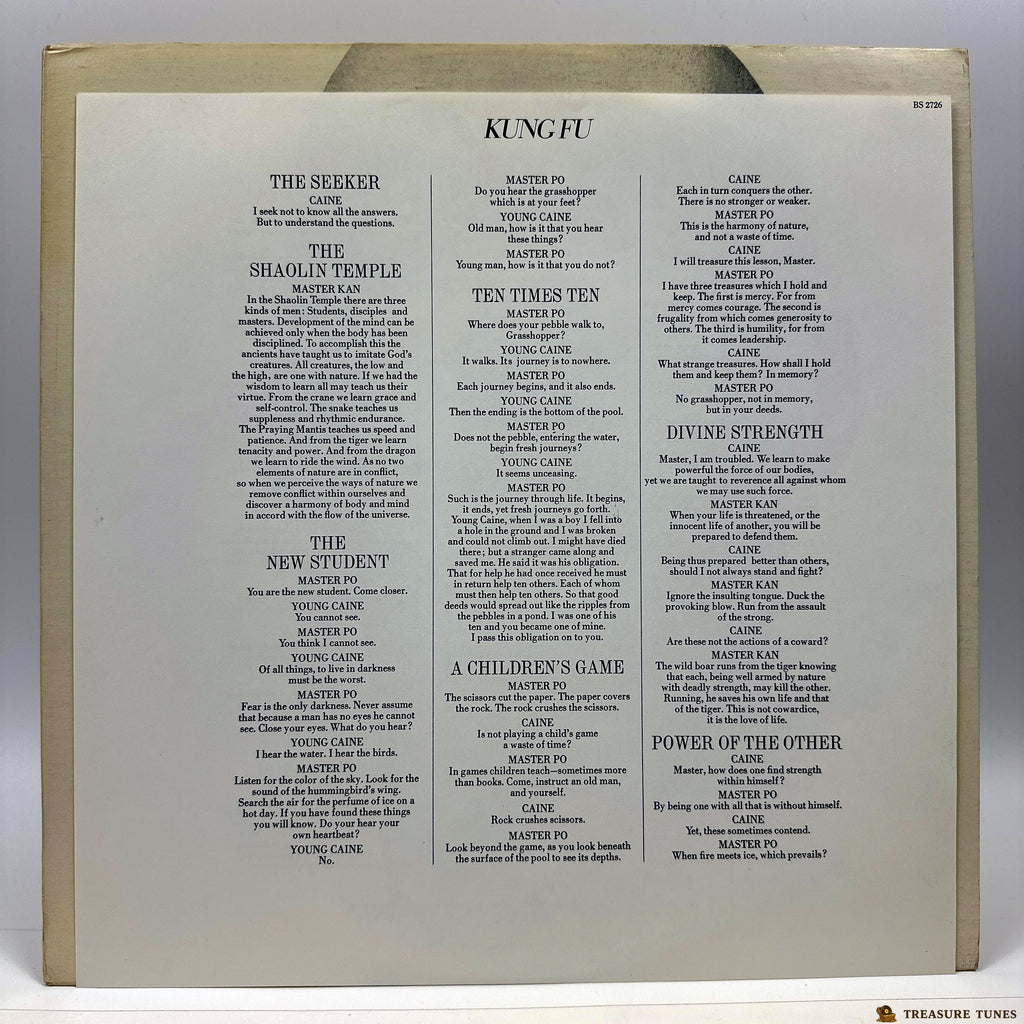 BS 2726
KUNG FU
THE SEEKER
CAINE
I seek not to know all the answers.
But to understand the questions.
THE
SHAOLIN TEMPLE
MASTER KAN
In the Shaolin Temple there are three
kinds of men: Students, disciples and
masters. Development of the mind can be
achieved only when the body has been
disciplined. To accomplish this the
ancients have taught us to imitate God's
creatures. All creatures, the low and
the high, are one with nature. If we had the
wisdom to learn all may teach us their
virtue. From the crane we learn grace and
self-control. The snake teaches us
suppleness and rhythmic endurance.
The Praying Mantis teaches us speed and
patience. And from the tiger we learn
tenacity and power. And from the dragon
we learn to ride the wind. As no two
elements of nature are in conflict,
so when we perceive the ways of nature we
remove conflict within ourselves and
discover a harmony of body and mind
in accord with the flow of the universe.
THE
NEW STUDENT
MASTER PO
You are the new student. Come closer.
YOUNG CAINE
You cannot see.
MASTER PO
You think I cannot see.
YOUNG CAINE
Of all things, to live in darkness
must be the worst.
MASTER PO
Fear is the only darkness. Never assume
that because a man has no eyes he cannot
see. Close your eyes. What do you hear?
YOUNG CAINE
I hear the water. I hear the birds.
MASTER PO
Listen for the color of the sky. Look for the
sound of the hummingbird's wing.
Search the air for the perfume of ice on a
hot day. If you have found these things
you will know. Do your hear your
own heartbeat?
YOUNG CAINE
No.
MASTER PO
Do you hear the grasshopper
which is at your feet?
YOUNG CAINE
Old man, how is it that you hear
these things?
MASTER PO
Young man, how is it that you do not?
TEN TIMES TEN
MASTER PO
Where does your pebble walk to,
Grasshopper?
YOUNG CAINE
It walks. Its journey is to nowhere.
MASTER PO
Each journey begins, and it also ends.
YOUNG CAINE
Then the ending is the bottom of the pool.
MASTER PO
Does not the pebble, entering the water,
begin fresh journeys?
YOUNG CAINE
It seems unceasing.
MASTER PO
Such is the journey through life. It begins,
it ends, yet fresh journeys go forth.
Young Caine, when I was a boy I fell into
a hole in the ground and I was broken
and could not climb out. I might have died
there; but a stranger came along and
saved me. He said it was his obligation.
That for help he had once received he must
in return help ten others. Each of whom
must then help ten others. So that good
deeds would spread out like the ripples from
the pebbles in a pond. I was one of his
ten and you became one of mine.
I pass this obligation on to you.
A CHILDREN'S GAME
MASTER PO
The scissors cut the paper. The paper covers
the rock. The rock crushes the scissors.
CAINE
Is not playing a child's game
a waste of time?
MASTER PO
In games children teach—sometimes more
than books. Come, instruct an old man,
and yourself.
CAINE
Rock crushes scissors.
MASTER PO
Look beyond the game, as you look beneath
the surface of the pool to see its depths.
CAINE
Each in turn conquers the other.
There is no stronger or weaker.
MASTER PO
This is the harmony of nature,
and not a waste of time.
CAINE
I will treasure this lesson, Master.
MASTER PO
I have three treasures which I hold and
keep. The first is mercy. For from
mercy comes courage. The second is
frugality from which comes generosity to
others. The third is humility, for from
it comes leadership.
CAINE
What strange treasures. How shall I hold
them and keep them? In memory?
MASTER PO
No grasshopper, not in memory,
but in your deeds.
DIVINE STRENGTH
CAINE
Master, I am troubled. We learn to make
powerful the force of our bodies,
yet we are taught to reverence all against whom
we may use such force.
MASTER KAN
When your life is threatened, or the
innocent life of another, you will be
prepared to defend them.
CAINE
Being thus prepared better than others,
should I not always stand and fight?
MASTER KAN
Ignore the insulting tongue. Duck the
provoking blow. Run from the assault
of the strong.
CAINE
Are these not the actions of a coward?
MASTER KAN
The wild boar runs from the tiger knowing
that each, being well armed by nature
with deadly strength, may kill the other.
Running, he saves his own life and that
of the tiger. This is not cowardice,
it is the love of life.
POWER OF THE OTHER
CAINE
Master, how does one find strength
within himself?
MASTER PO
By being one with all that is without himself.
CAINE
Yet, these sometimes contend.
MASTER PO
When fire meets ice, which prevails?
TREASURE TUNES